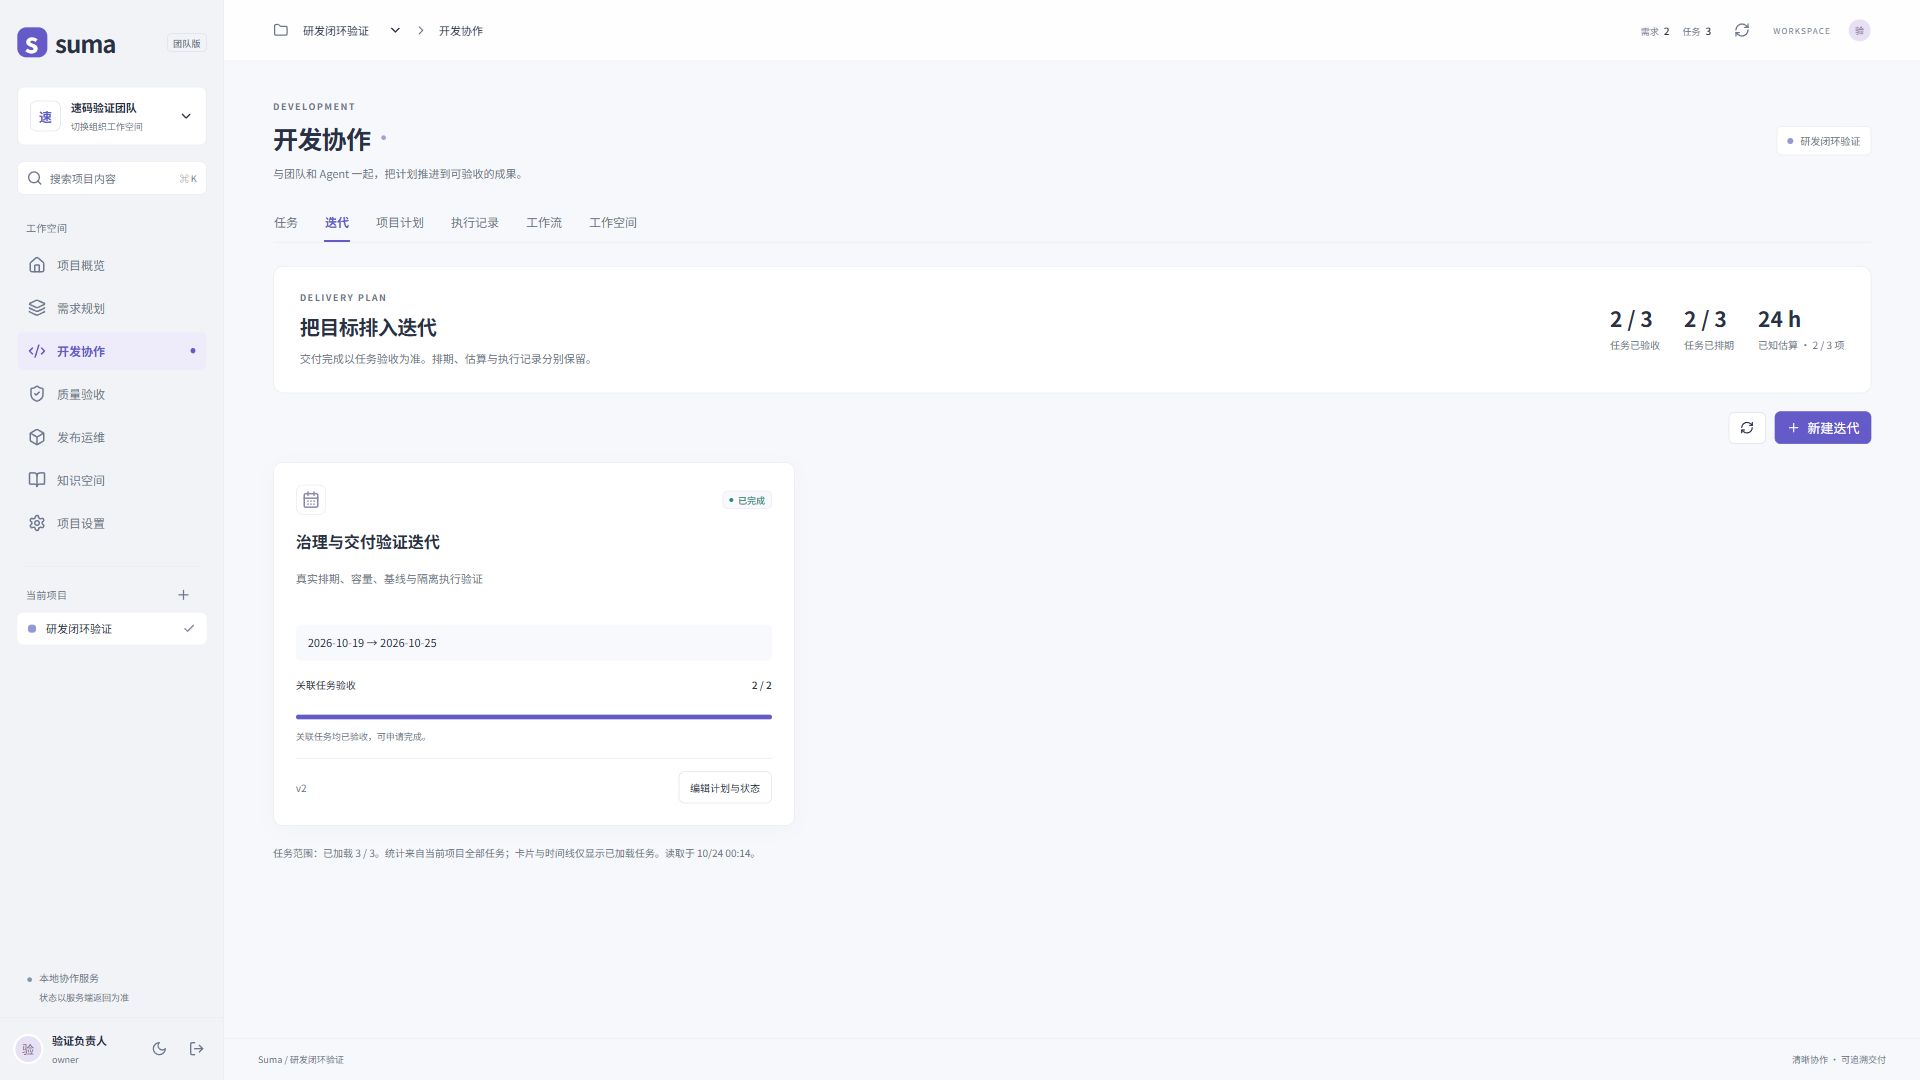 S suma 团队版
速 速码验证团队
切换组织工作空间
搜索项目内容 ⌘K
工作空间
项目概览
需求规划
开发协作
质量验收
发布运维
知识空间
项目设置
当前项目
研发闭环验证
本地协作服务
状态以服务端返回为准
验 验证负责人
owner
研发闭环验证 开发协作
需求 2 任务 3 WORKSPACE 验
DEVELOPMENT
开发协作
与团队和 Agent 一起，把计划推进到可验收的成果。
研发闭环验证
任务 迭代 项目计划 执行记录 工作流 工作空间
DELIVERY PLAN
把目标排入迭代
交付完成以任务验收为准。排期、估算与执行记录分别保留。
2 / 3 2 / 3 24 h
任务已验收 任务已排期 已知估算 · 2 / 3 项
新建迭代
已完成
治理与交付验证迭代
真实排期、容量、基线与隔离执行验证
2026-10-19 → 2026-10-25
关联任务验收 2 / 2
关联任务均已验收，可申请完成。
v2 编辑计划与状态
任务范围：已加载 3 / 3。统计来自当前项目全部任务；卡片与时间线仅显示已加载任务。读取于 10/24 00:14。
Suma / 研发闭环验证 清晰协作 · 可追溯交付